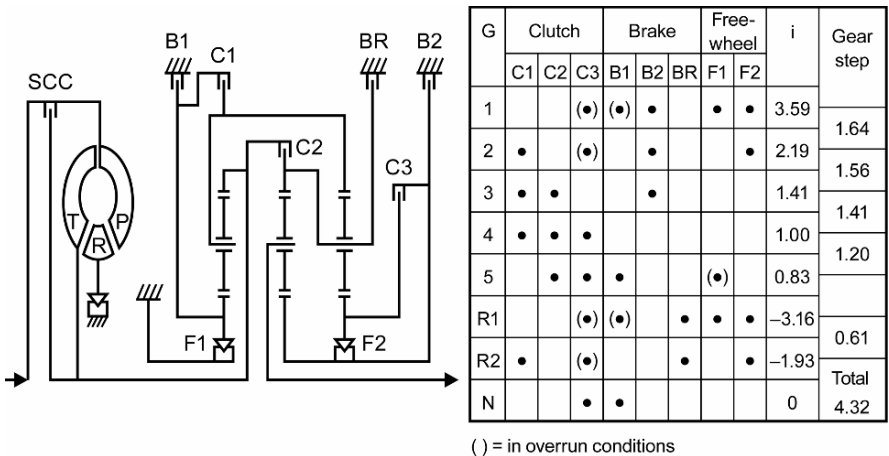 SCC
B1
C1
BR
B2
C2
C3
T
P
R
F1
F2
G Clutch Brake Free-wheel i Gear step
C1 C2 C3 B1 B2 BR F1 F2
1 (•) (•) • • • 3.59
1.64
2 • (•) • • 2.19
1.56
3 • • • 1.41
1.41
4 • • • 1.00
1.20
5 • • • (•) 0.83
R1 (•) (•) • • • –3.16
0.61
R2 • (•) • • –1.93
Total
4.32
N • • 0
( ) = in overrun conditions